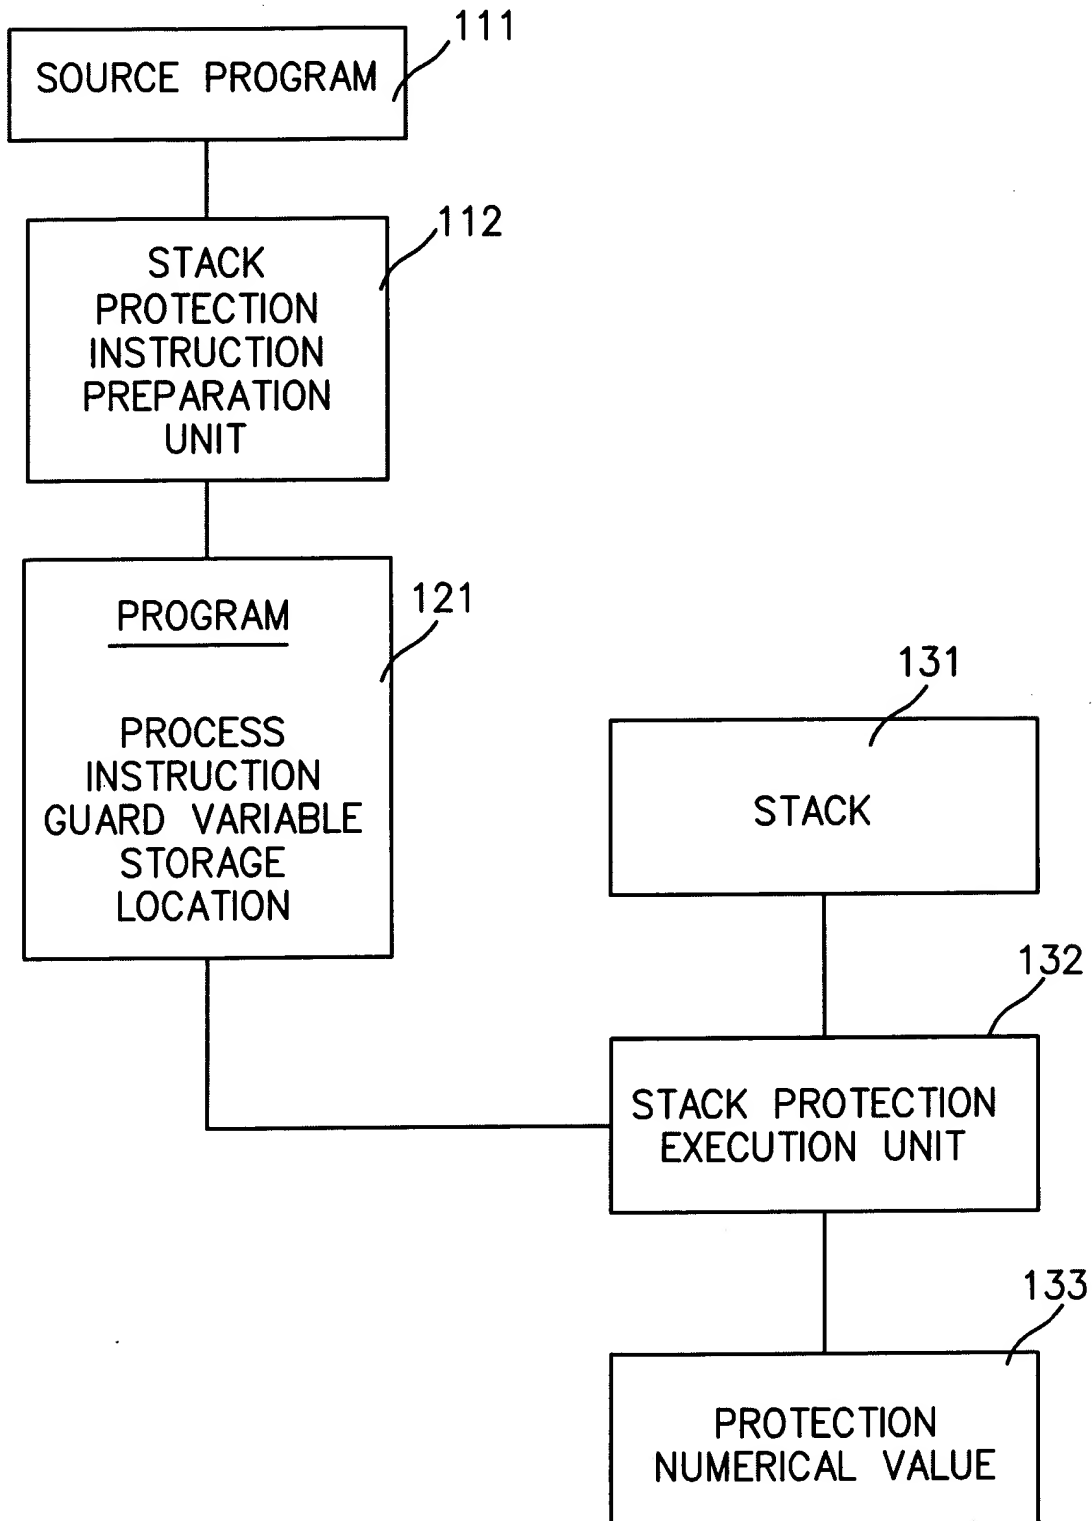 111
SOURCE PROGRAM
112
STACK
PROTECTION
INSTRUCTION
PREPARATION
UNIT
121
PROGRAM
PROCESS
INSTRUCTION
GUARD VARIABLE
STORAGE
LOCATION
131
STACK
132
STACK PROTECTION
EXECUTION UNIT
133
PROTECTION
NUMERICAL VALUE